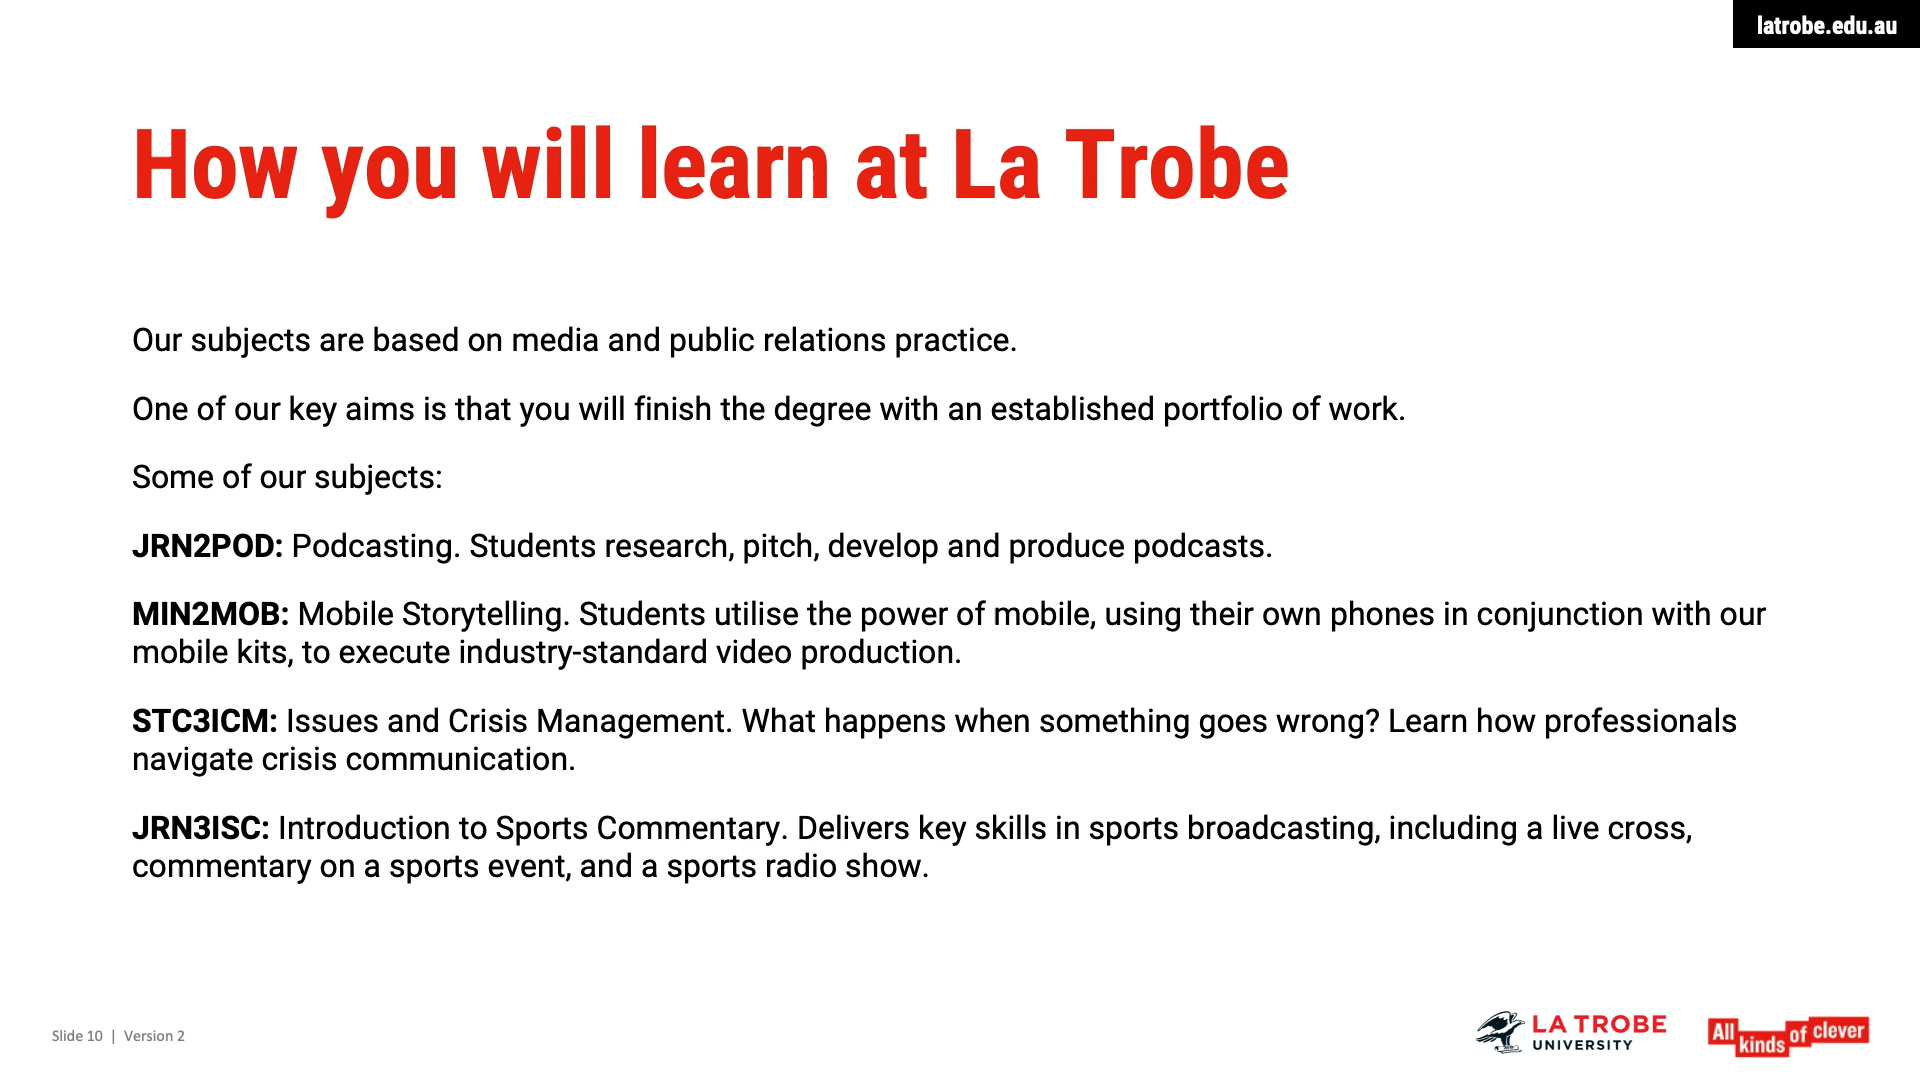 latrobe.edu.au
How you will learn at La Trobe
Our subjects are based on media and public relations practice.
One of our key aims is that you will finish the degree with an established portfolio of work.
Some of our subjects:
JRN2POD: Podcasting. Students research, pitch, develop and produce podcasts.
MIN2MOB: Mobile Storytelling. Students utilise the power of mobile, using their own phones in conjunction with our
mobile kits, to execute industry-standard video production.
STC3ICM: Issues and Crisis Management. What happens when something goes wrong? Learn how professionals
navigate crisis communication.
JRN3ISC: Introduction to Sports Commentary. Delivers key skills in sports broadcasting, including a live cross,
commentary on a sports event, and a sports radio show.
Slide 10 | Version 2
LA TROBE
UNIVERSITY
All kinds of clever